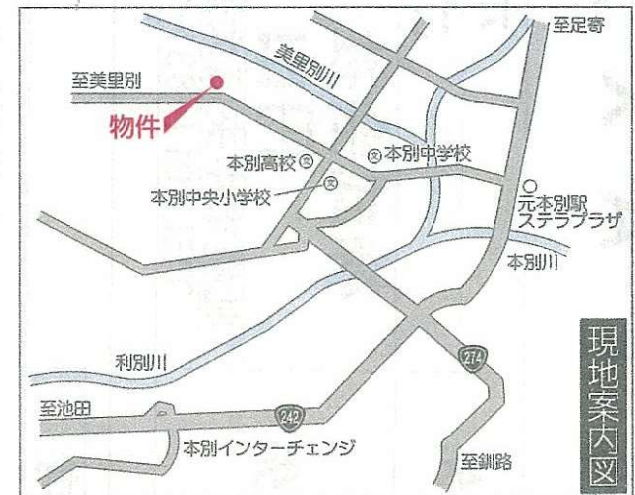 至足寄
美里別川
至美里別
物件
本別高校
文
文
本別中学校
本別中央小学校
文
元本別駅
ステラプラザ
本別川
利別川
274
現地案内図
至池田
242
本別インターチェンジ
至釧路